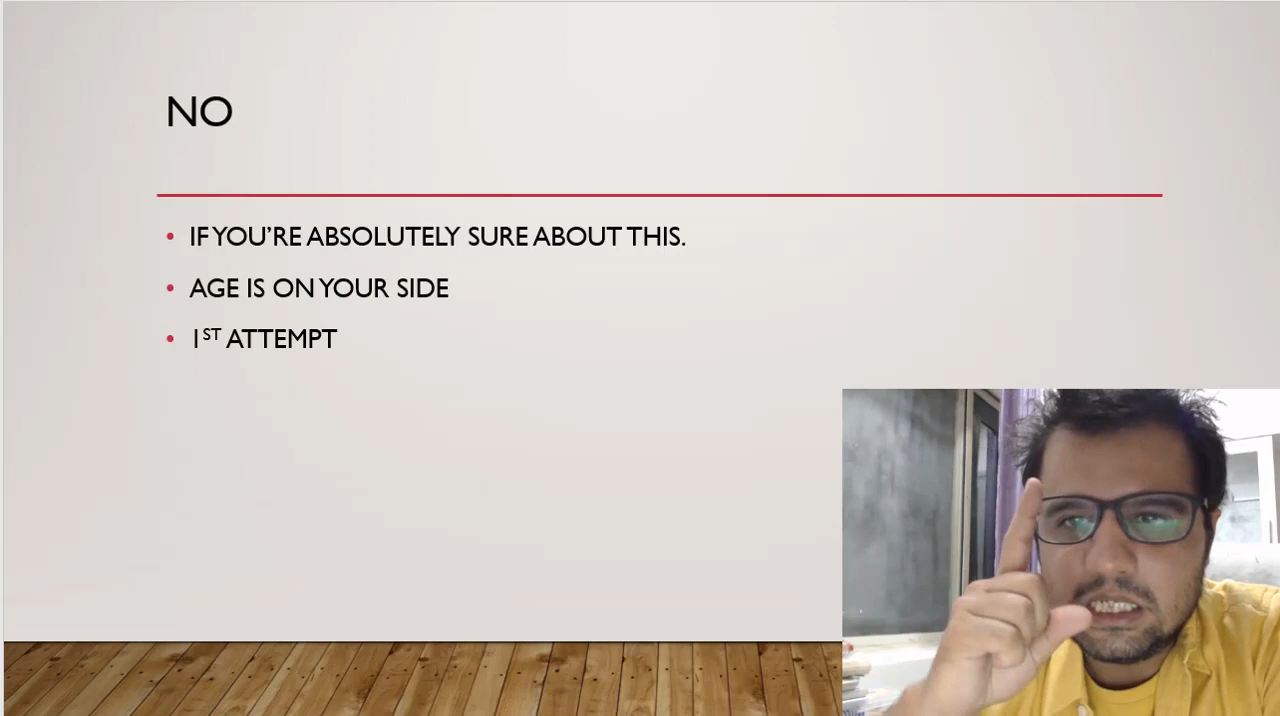 NO
IF YOU'RE ABSOLUTELY SURE ABOUT THIS.
AGE IS ON YOUR SIDE
1ST ATTEMPT